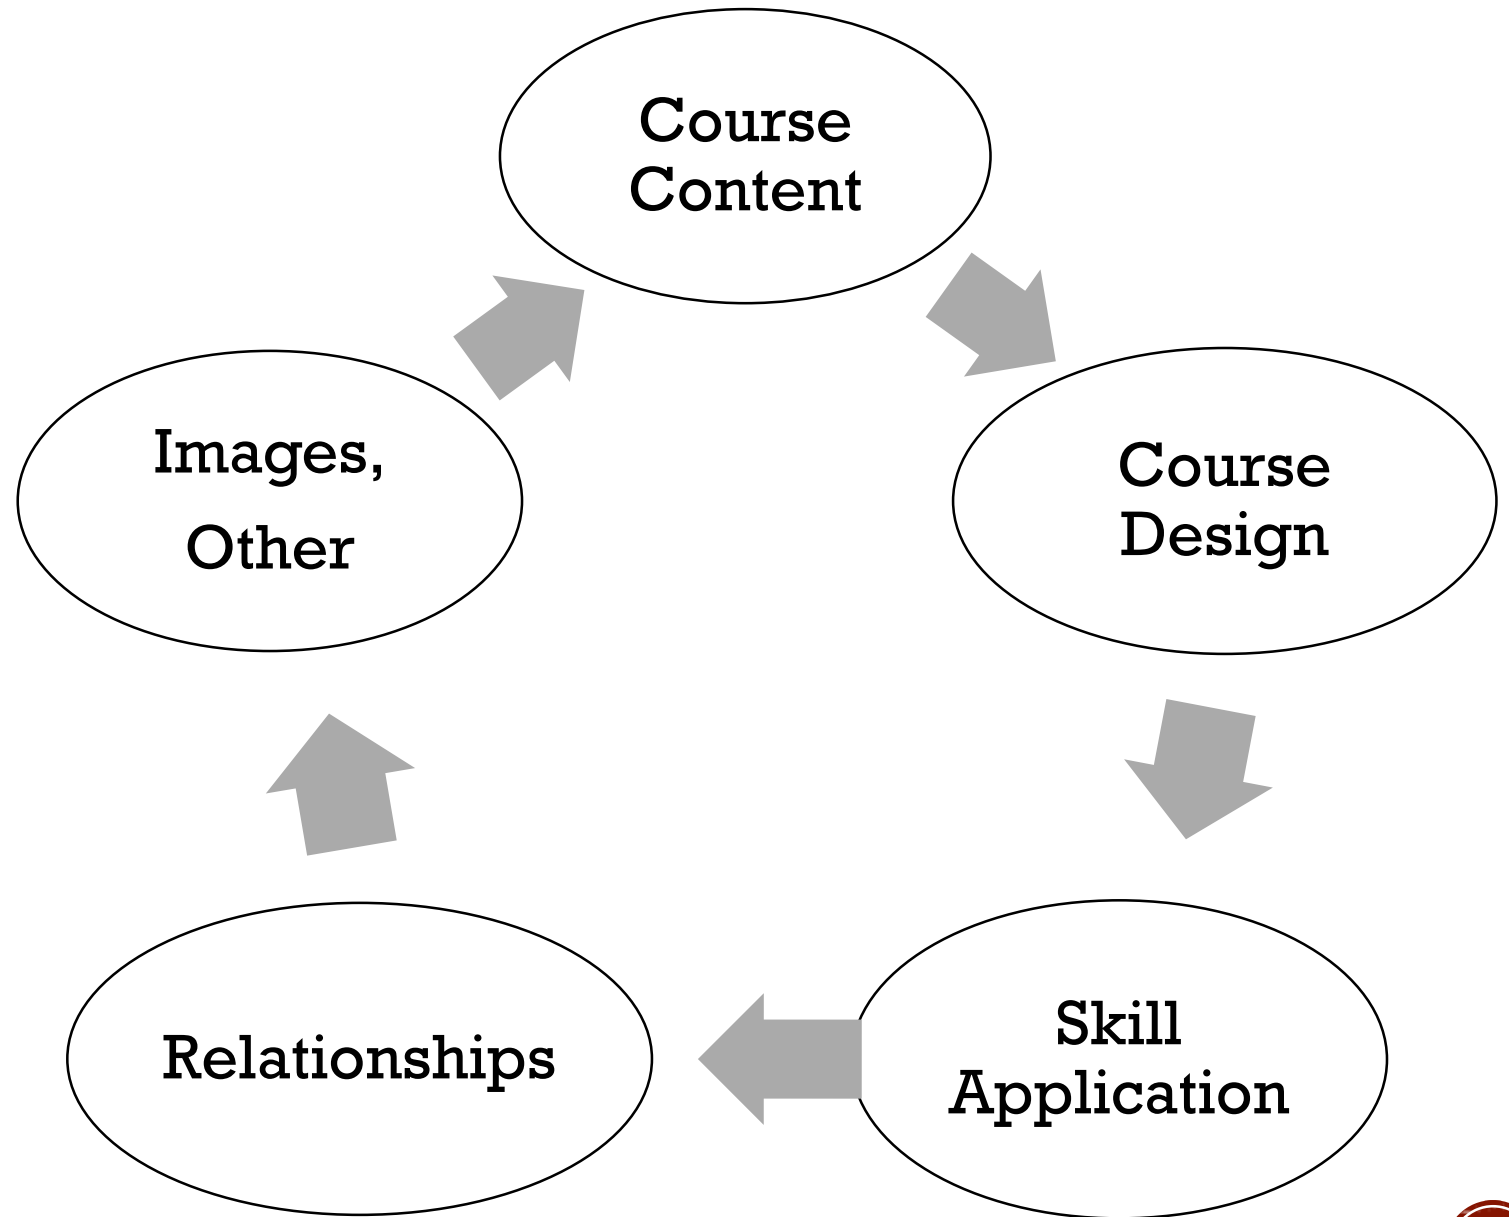 Course
Content
Course
Design
Skill
Application
Relationships
Images,
Other